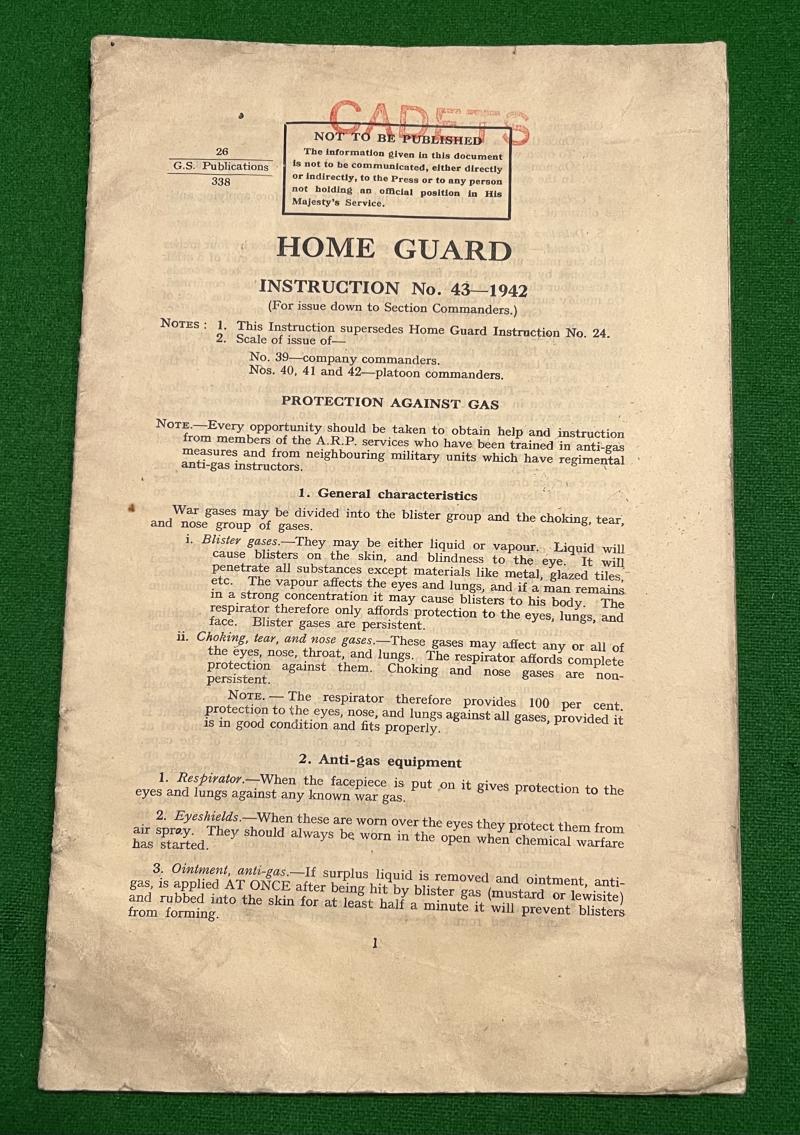 CADETS
26
G.S. Publications
338
NOT TO BE PUBLISHED
The information given in this document
is not to be communicated, either directly
or indirectly, to the Press or to any person
not holding an official position in His
Majesty's Service.
HOME GUARD
INSTRUCTION No. 43—1942
(For issue down to Section Commanders.)
NOTES : 1. This Instruction supersedes Home Guard Instruction No. 24.
2. Scale of issue of—
No. 39—company commanders.
Nos. 40, 41 and 42—platoon commanders.
PROTECTION AGAINST GAS
NOTE.—Every opportunity should be taken to obtain help and instruction
from members of the A.R.P. services who have been trained in anti-gas
measures and from neighbouring military units which have regimental
anti-gas instructors.
1. General characteristics
War gases may be divided into the blister group and the choking, tear,
and nose group of gases.
i. Blister gases.—They may be either liquid or vapour. Liquid will
cause blisters on the skin, and blindness to the eye. It will
penetrate all substances except materials like metal, glazed tiles,
etc. The vapour affects the eyes and lungs, and if a man remains
in a strong concentration it may cause blisters to his body. The
respirator therefore only affords protection to the eyes, lungs, and
face. Blister gases are persistent.
ii. Choking, tear, and nose gases.—These gases may affect any or all of
the eyes, nose, throat, and lungs. The respirator affords complete
protection against them. Choking and nose gases are non-
persistent.
NOTE. — The respirator therefore provides 100 per cent.
protection to the eyes, nose, and lungs against all gases, provided it
is in good condition and fits properly.
2. Anti-gas equipment
1. Respirator.—When the facepiece is put on it gives protection to the
eyes and lungs against any known war gas.
2. Eyeshields.—When these are worn over the eyes they protect them from
air spray. They should always be worn in the open when chemical warfare
has started.
3. Ointment, anti-gas.—If surplus liquid is removed and ointment, anti-
gas, is applied AT ONCE after being hit by blister gas (mustard or lewisite)
and rubbed into the skin for at least half a minute it will prevent blisters
from forming.
1